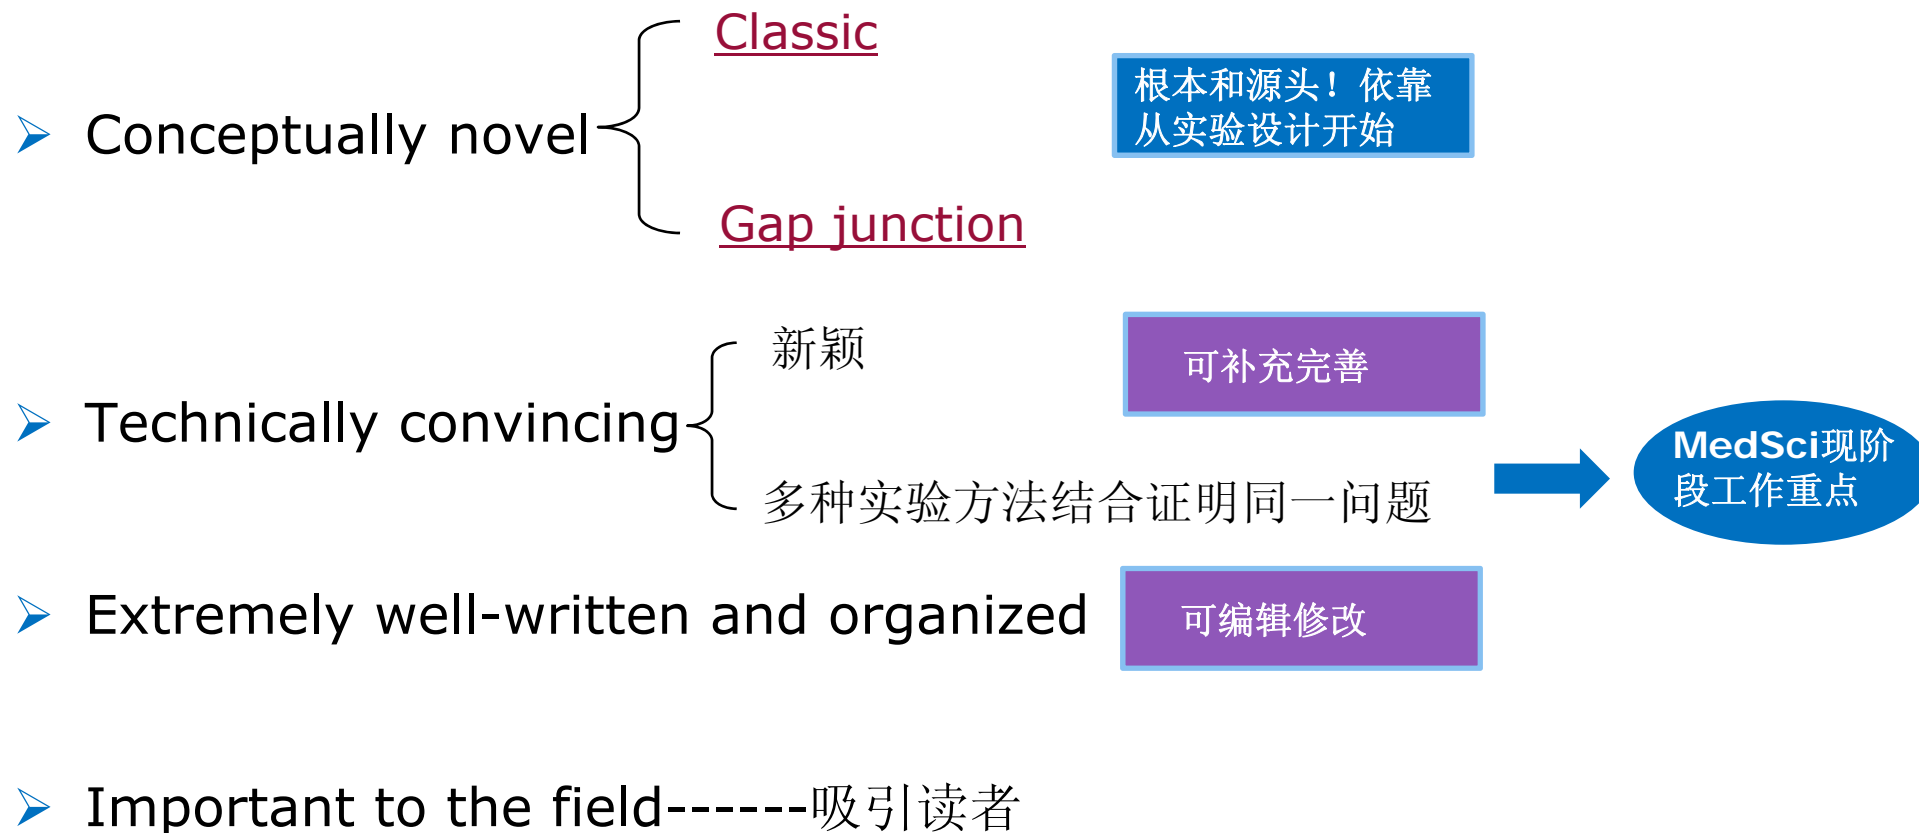 Classic
根本和源头！依靠
从实验设计开始
Conceptually novel
Gap junction
新颖
可补充完善
Technically convincing
MedSci现阶
段工作重点
多种实验方法结合证明同一问题
Extremely well-written and organized
可编辑修改
Important to the field------吸引读者